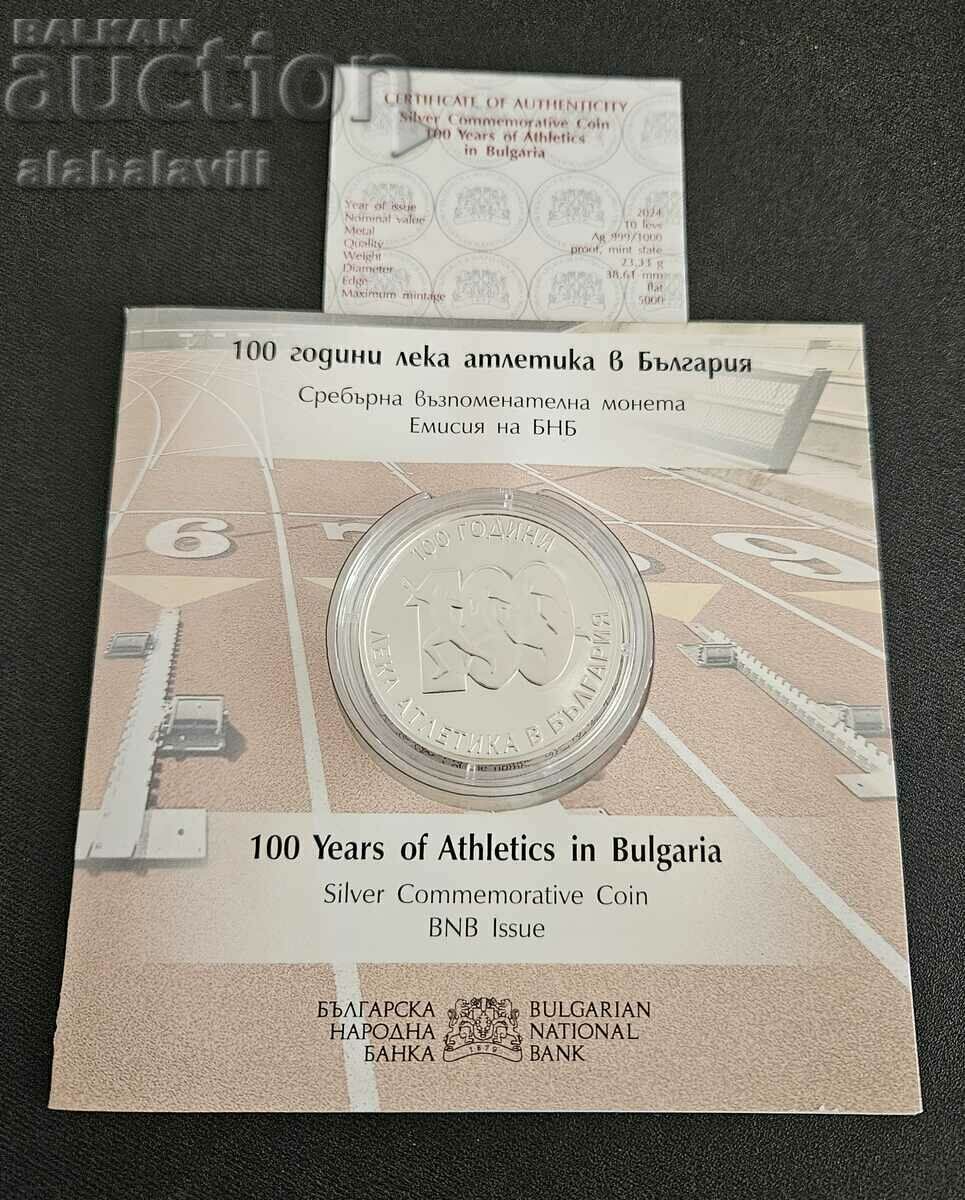 BALKAN
auction
alabalavili
CERTIFICATE OF AUTHENTICITY
Silver Commemorative Coin
100 Years of Athletics
in Bulgaria
Year of issue 2024
Nominal value 10 levs
Metal Ag 999/1000
Quality proof, mint state
Weight 23,33 g
Diameter 38,61 mm
Edge flat
Maximum mintage 5000
100 години лека атлетика в България
Сребърна възпоменателна монета
Емисия на БНБ
6
9
100 ГОДИНИ
100
ЛЕКА АТЛЕТИКА В БЪЛГАРИЯ
100 Years of Athletics in Bulgaria
Silver Commemorative Coin
BNB Issue
БЪЛГАРСКА
НАРОДНА
БАНКА
1879
BULGARIAN
NATIONAL
BANK